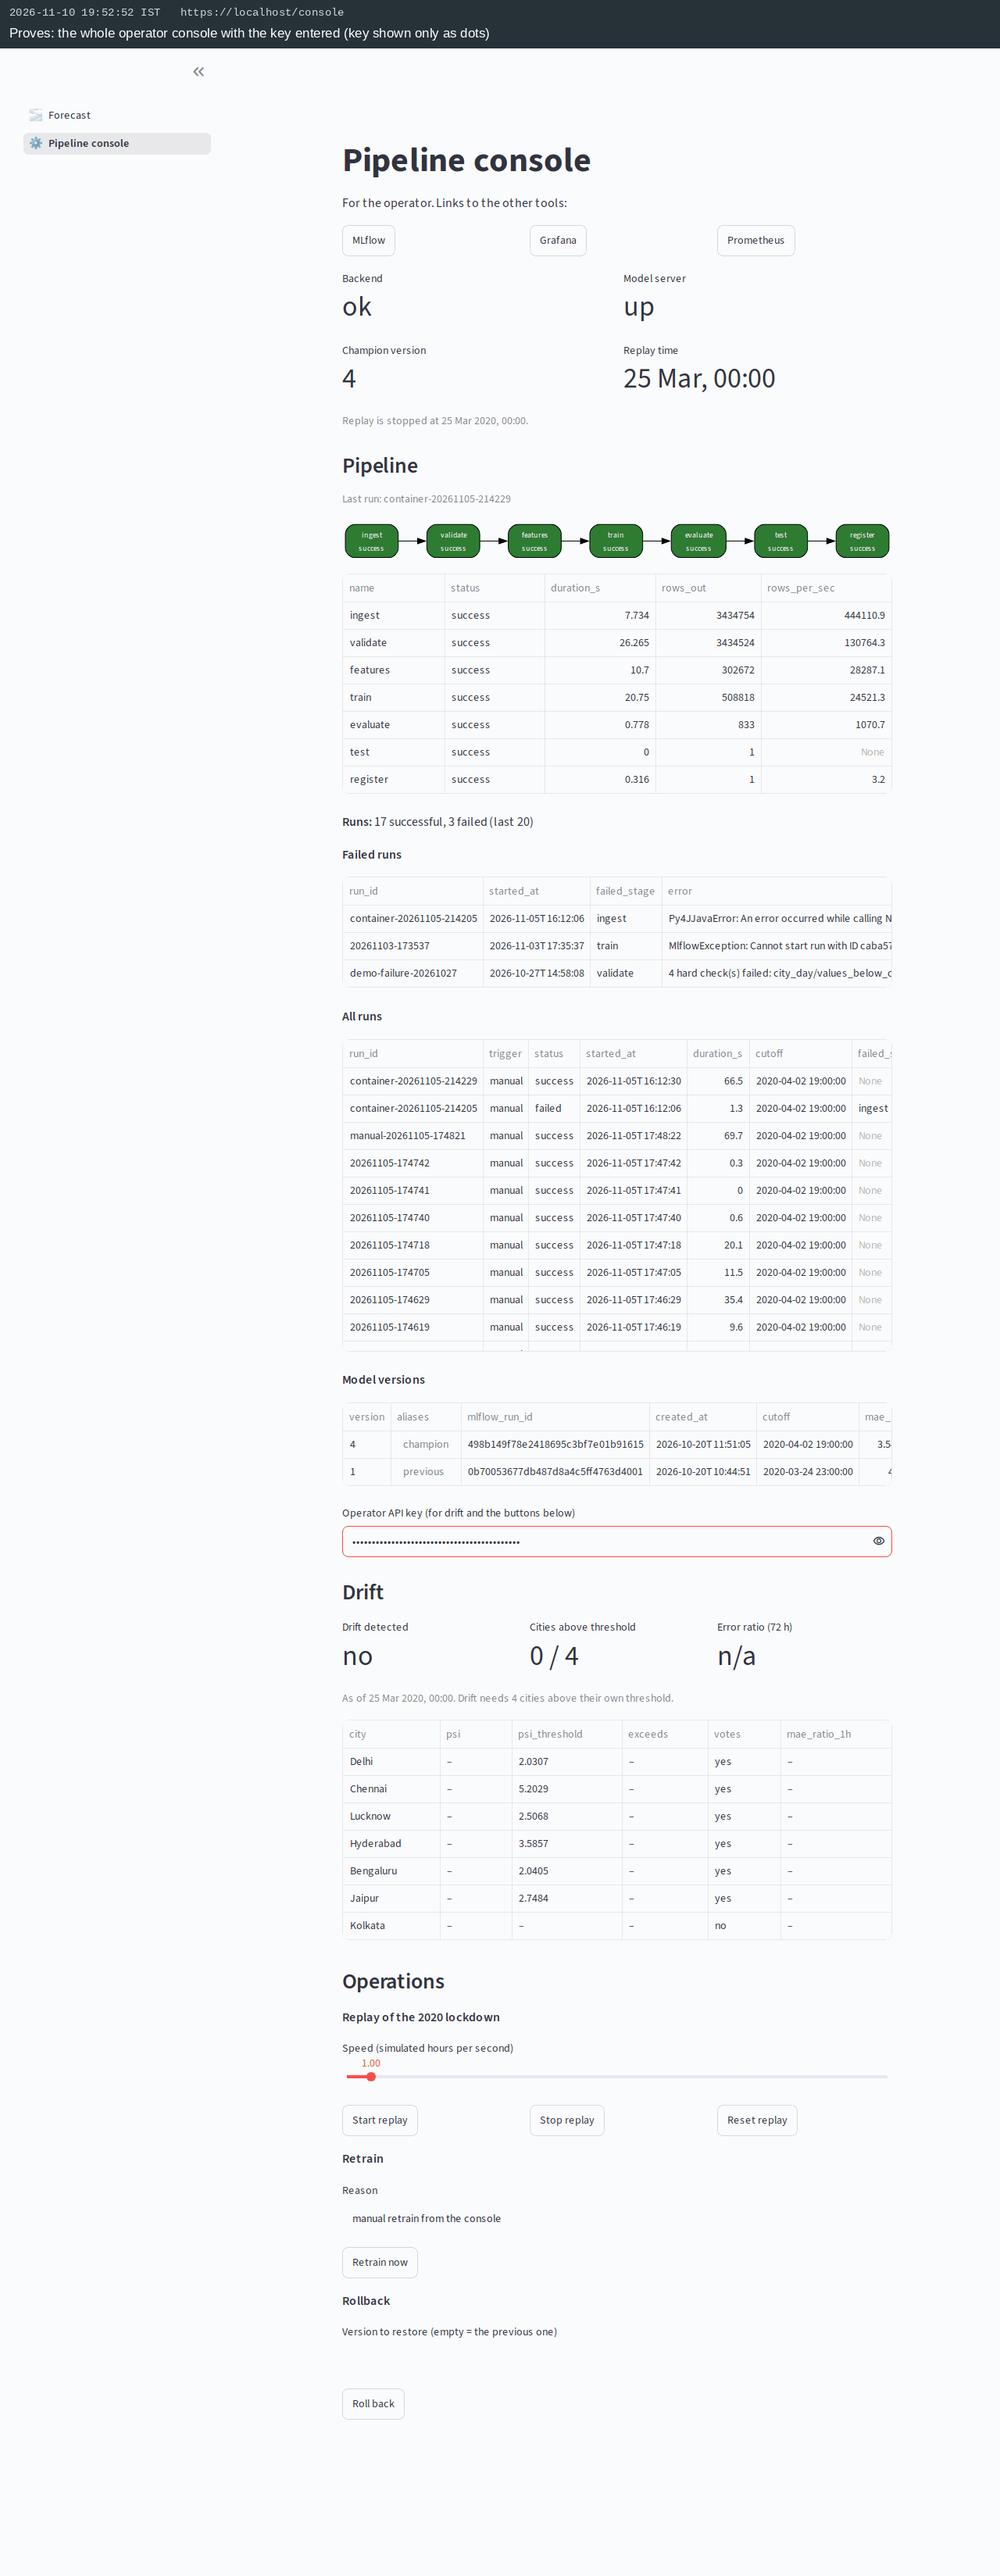 2026-11-10 19:52:52 IST https://localhost/console
Proves: the whole operator console with the key entered (key shown only as dots)
Forecast
Pipeline console
Pipeline console
For the operator. Links to the other tools:
MLflow Grafana Prometheus
Backend Model server
ok up
Champion version Replay time
4 25 Mar, 00:00
Replay is stopped at 25 Mar 2020, 00:00.
Pipeline
Last run: container-20261105-214229
ingest validate features train evaluate test register
success success success success success success success
name status duration_s rows_out rows_per_sec
ingest success 7.734 3434754 444110.9
validate success 26.265 3434524 130764.3
features success 10.7 302672 28287.1
train success 20.75 508818 24521.3
evaluate success 0.778 833 1070.7
test success 0 1 None
register success 0.316 1 3.2
Runs: 17 successful, 3 failed (last 20)
Failed runs
run_id started_at failed_stage error
container-20261105-214205 2026-11-05T16:12:06 ingest Py4JJavaError: An error occurred while calling N
20261103-173537 2026-11-03T17:35:37 train MlflowException: Cannot start run with ID caba57
demo-failure-20261027 2026-10-27T14:58:08 validate 4 hard check(s) failed: city_day/values_below_c
All runs
run_id trigger status started_at duration_s cutoff failed_s
container-20261105-214229 manual success 2026-11-05T16:12:30 66.5 2020-04-02 19:00:00 None
container-20261105-214205 manual failed 2026-11-05T16:12:06 1.3 2020-04-02 19:00:00 ingest
manual-20261105-174821 manual success 2026-11-05T17:48:22 69.7 2020-04-02 19:00:00 None
20261105-174742 manual success 2026-11-05T17:47:42 0.3 2020-04-02 19:00:00 None
20261105-174741 manual success 2026-11-05T17:47:41 0 2020-04-02 19:00:00 None
20261105-174740 manual success 2026-11-05T17:47:40 0.6 2020-04-02 19:00:00 None
20261105-174718 manual success 2026-11-05T17:47:18 20.1 2020-04-02 19:00:00 None
20261105-174705 manual success 2026-11-05T17:47:05 11.5 2020-04-02 19:00:00 None
20261105-174629 manual success 2026-11-05T17:46:29 35.4 2020-04-02 19:00:00 None
20261105-174619 manual success 2026-11-05T17:46:19 9.6 2020-04-02 19:00:00 None
Model versions
version aliases mlflow_run_id created_at cutoff mae_
4 champion 498b149f78e2418695c3bf7e01b91615 2026-10-20T11:51:05 2020-04-02 19:00:00 3.5
1 previous 0b70053677db487d8a4c5ff4763d4001 2026-10-20T10:44:51 2020-03-24 23:00:00 4
Operator API key (for drift and the buttons below)
Drift
Drift detected Cities above threshold Error ratio (72 h)
no 0 / 4 n/a
As of 25 Mar 2020, 00:00. Drift needs 4 cities above their own threshold.
city psi psi_threshold exceeds votes mae_ratio_1h
Delhi – 2.0307 – yes –
Chennai – 5.2029 – yes –
Lucknow – 2.5068 – yes –
Hyderabad – 3.5857 – yes –
Bengaluru – 2.0405 – yes –
Jaipur – 2.7484 – yes –
Kolkata – – – no –
Operations
Replay of the 2020 lockdown
Speed (simulated hours per second)
1.00
Start replay Stop replay Reset replay
Retrain
Reason
manual retrain from the console
Retrain now
Rollback
Version to restore (empty = the previous one)
Roll back